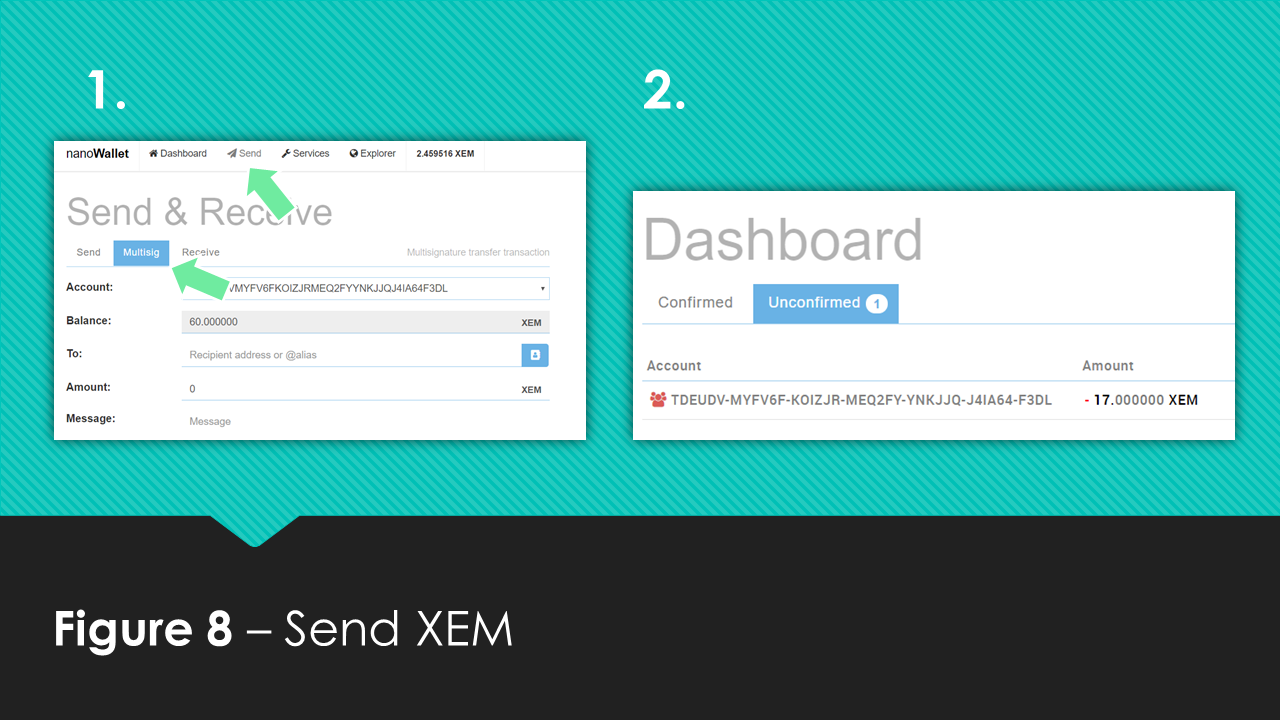 1.
nanoWallet Dashboard Send Services Explorer 2.459516 XEM
Send & Receive
Send Multisig Receive Multisignature transfer transaction
Account: VMYFV6FKOIZJRMEQ2FYYNKJJQJ4IA64F3DL
Balance: 60.000000 XEM
To: Recipient address or @alias
Amount: 0 XEM
Message: Message
2.
Dashboard
Confirmed Unconfirmed 1
Account Amount
TDEUDV-MYFV6F-KOIZJR-MEQ2FY-YNKJJQ-J4IA64-F3DL - 17.000000 XEM
Figure 8 – Send XEM